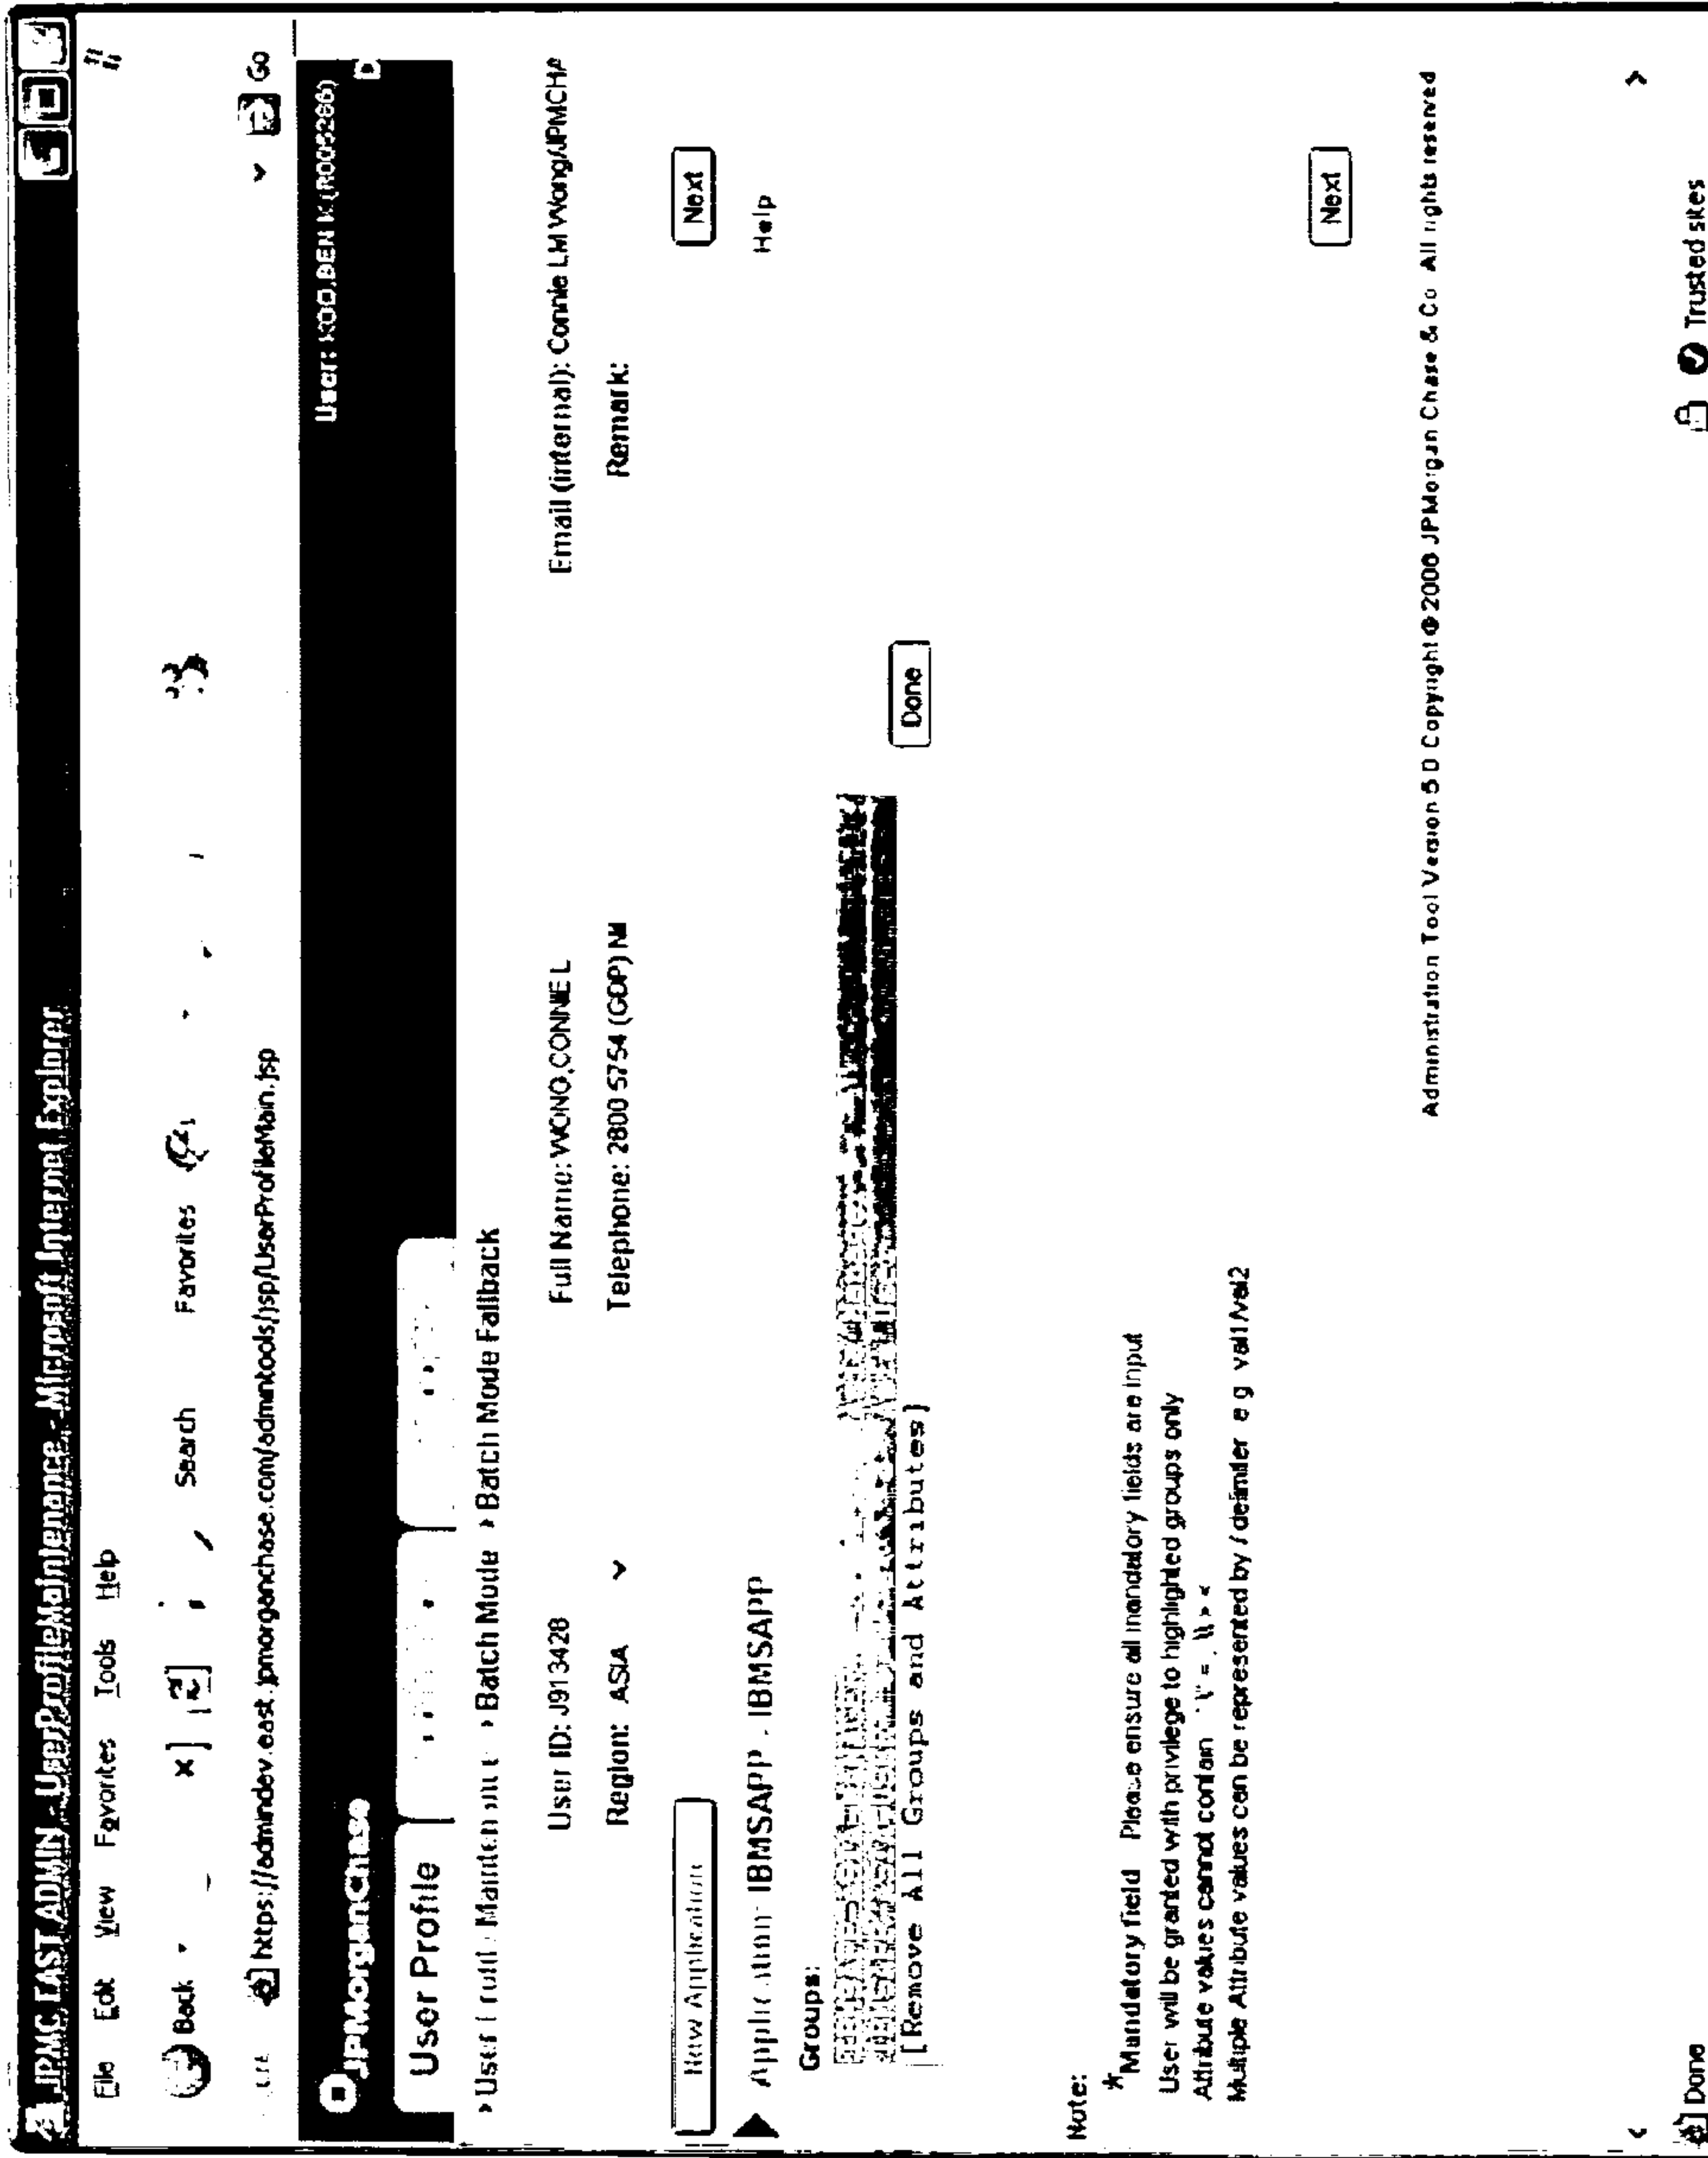 JPMC EAST ADMIN - UserProfileMaintenance - Microsoft Internet Explorer
File Edit View Favorites Tools Help
Back Search Favorites
https://admindev.east.jpmorganchase.com/admintools/jsp/UserProfileMain.jsp Go
JPMorganChase User: KOO,BEN K (R005286)
User Profile
User Profile Maintenance Batch Mode Batch Mode Fallback
User ID: J913428 Full Name: WONG,CONNIE L Email (internal): Connie LM Wong/JPMCHA
Region: ASIA Telephone: 2800 5754 (GDP) N Remark:
New Application Next
Application- IBMSAPP - IBMSAPP Help
Groups:
[Remove All Groups and Attributes] Done
Note:
*Mandatory field Please ensure all mandatory fields are input
User will be granted with privilege to highlighted groups only
Attribute values cannot contain
Multiple Attribute values can be represented by / delimiter e g val1/val2
Next
Administration Tool Version 5 0 Copyright © 2006 JPMorgan Chase & Co All rights reserved
Done Trusted sites